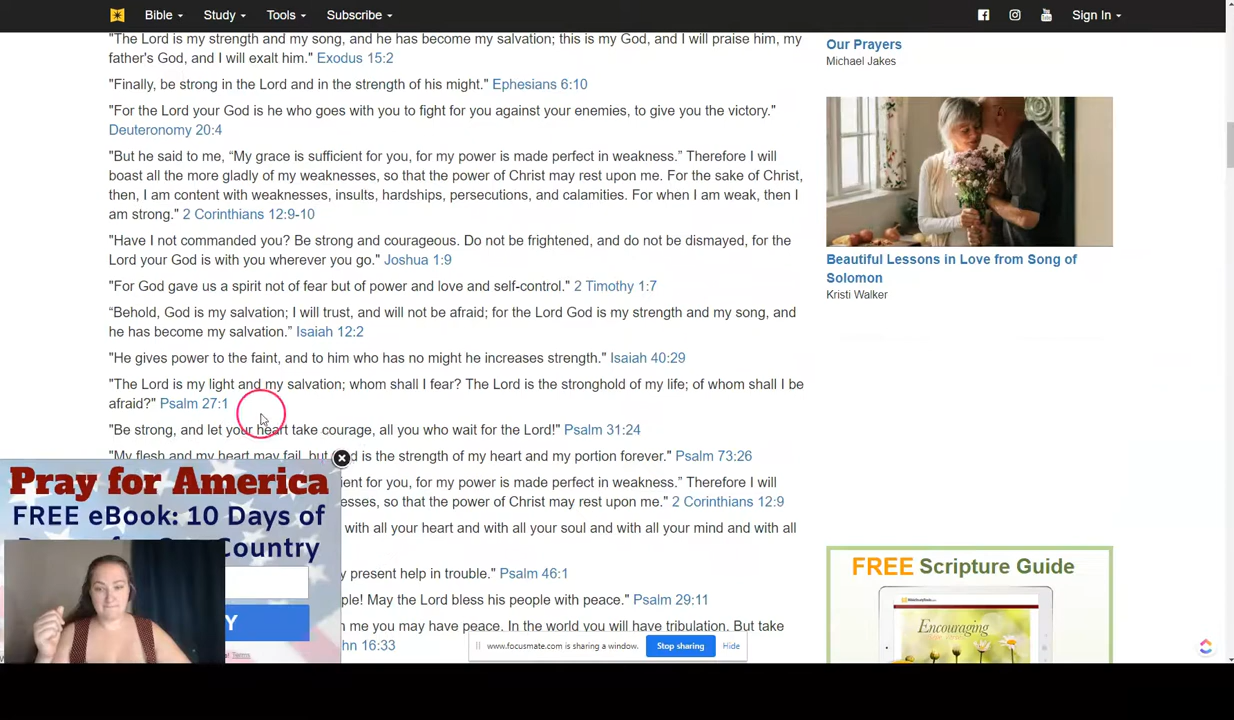 Bible Study Tools Subscribe Sign In
"The Lord is my strength and my song, and he has become my salvation; this is my God, and I will praise him, my
father's God, and I will exalt him." Exodus 15:2
"Finally, be strong in the Lord and in the strength of his might." Ephesians 6:10
"For the Lord your God is he who goes with you to fight for you against your enemies, to give you the victory."
Deuteronomy 20:4
"But he said to me, “My grace is sufficient for you, for my power is made perfect in weakness.” Therefore I will
boast all the more gladly of my weaknesses, so that the power of Christ may rest upon me. For the sake of Christ,
then, I am content with weaknesses, insults, hardships, persecutions, and calamities. For when I am weak, then I
am strong." 2 Corinthians 12:9-10
"Have I not commanded you? Be strong and courageous. Do not be frightened, and do not be dismayed, for the
Lord your God is with you wherever you go." Joshua 1:9
"For God gave us a spirit not of fear but of power and love and self-control." 2 Timothy 1:7
“Behold, God is my salvation; I will trust, and will not be afraid; for the Lord God is my strength and my song, and
he has become my salvation.” Isaiah 12:2
"He gives power to the faint, and to him who has no might he increases strength." Isaiah 40:29
"The Lord is my light and my salvation; whom shall I fear? The Lord is the stronghold of my life; of whom shall I be
afraid?" Psalm 27:1
"Be strong, and let your heart take courage, all you who wait for the Lord!" Psalm 31:24
"My flesh and my heart may fail, but is the strength of my heart and my portion forever." Psalm 73:26
for you, for my power is made perfect in weakness.” Therefore I will
so that the power of Christ may rest upon me." 2 Corinthians 12:9
with all your heart and with all your soul and with all your mind and with all
present help in trouble." Psalm 46:1
May the Lord bless his people with peace." Psalm 29:11
me you may have peace. In the world you will have tribulation. But take
16:33
Our Prayers
Michael Jakes
Beautiful Lessons in Love from Song of
Solomon
Kristi Walker
FREE Scripture Guide
Encouraging
Pray for America
FREE eBook: 10 Days of
Country
Y
Terms
www.focusmate.com is sharing a window. Stop sharing Hide